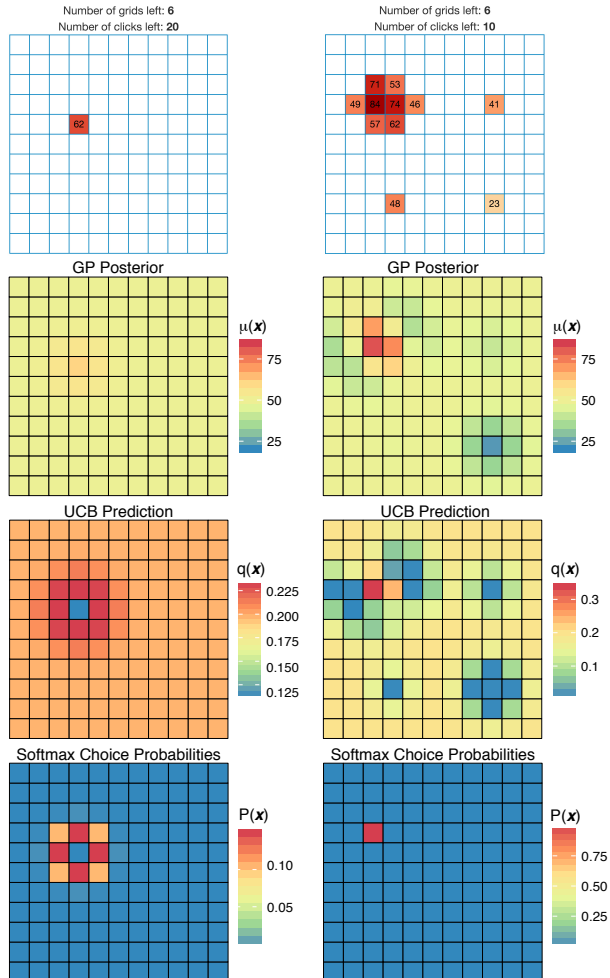 Number of grids left: 6
Number of clicks left: 20
62
Number of grids left: 6
Number of clicks left: 10
71 53
49 84 74 46 41
57 62
48 23
GP Posterior
μ(x)
75
50
25
GP Posterior
μ(x)
75
50
25
UCB Prediction
q(x)
0.225
0.200
0.175
0.150
0.125
UCB Prediction
q(x)
0.3
0.2
0.1
Softmax Choice Probabilities
P(x)
0.10
0.05
Softmax Choice Probabilities
P(x)
0.75
0.50
0.25